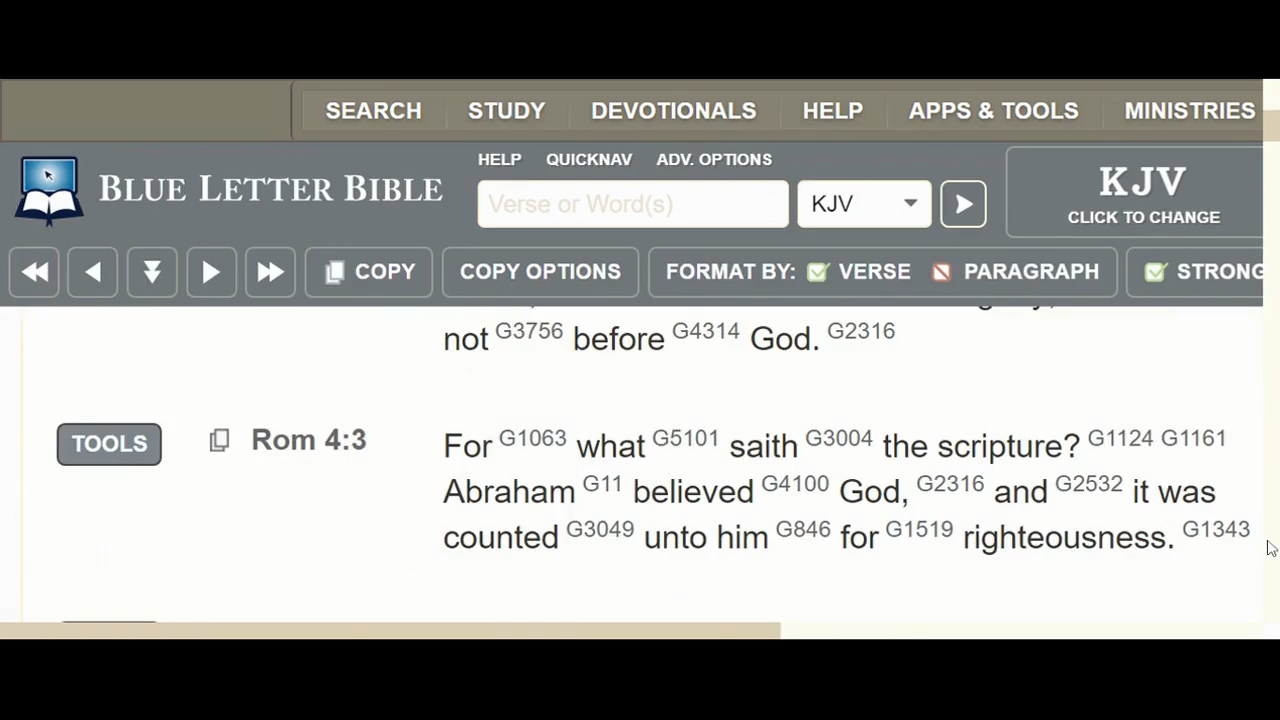 SEARCH STUDY DEVOTIONALS HELP APPS & TOOLS MINISTRIES
HELP QUICKNAV ADV. OPTIONS
BLUE LETTER BIBLE Verse or Word(s) KJV KJV
CLICK TO CHANGE
COPY COPY OPTIONS FORMAT BY: VERSE PARAGRAPH STRONG
not G3756 before G4314 God. G2316
TOOLS Rom 4:3 For G1063 what G5101 saith G3004 the scripture? G1124 G1161
Abraham G11 believed G4100 God, G2316 and G2532 it was
counted G3049 unto him G846 for G1519 righteousness. G1343